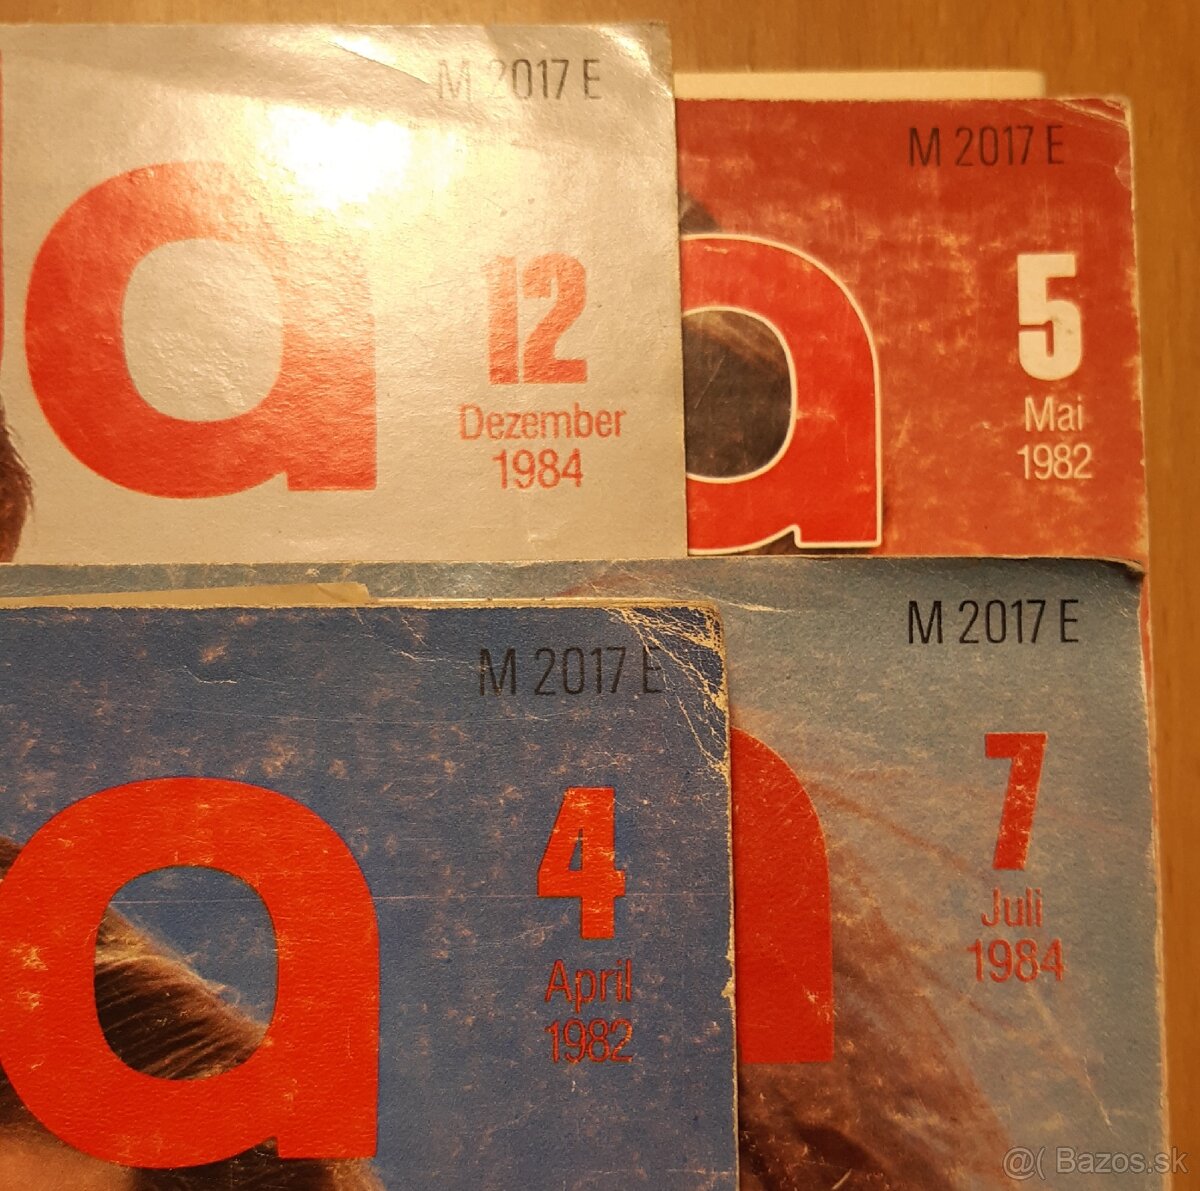 M 2017 E
a
12
Dezember
1984
M 2017 E
a
5
Mai
1982
M 2017 E
a
4
April
1982
M 2017 E
7
Juli
1984
@( Bazos.sk